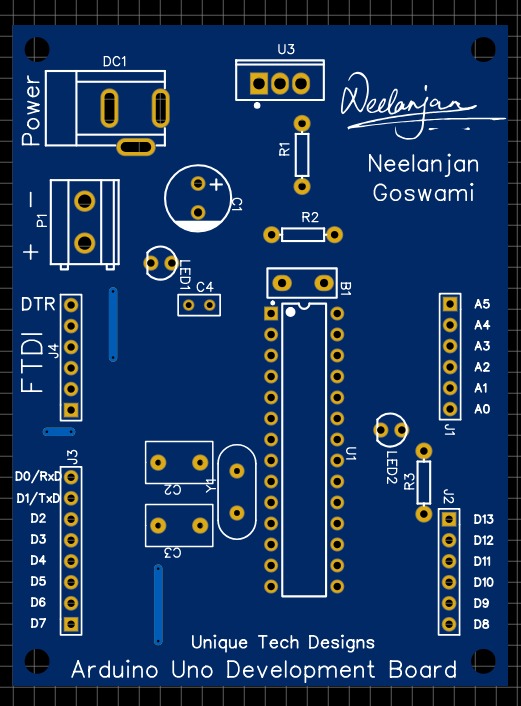 DC1
U3
Power
Neelanjan
R1
Neelanjan
Goswami
+
C1
P1
- +
R2
LED1
C4
B1
DTR
FTDI
J4
A5
A4
A3
A2
A1
A0
J1
LED2
U1
R3
J2
C2
Y1
C3
J3
D0/RxD
D1/TxD
D2
D3
D4
D5
D6
D7
D13
D12
D11
D10
D9
D8
Unique Tech Designs
Arduino Uno Development Board